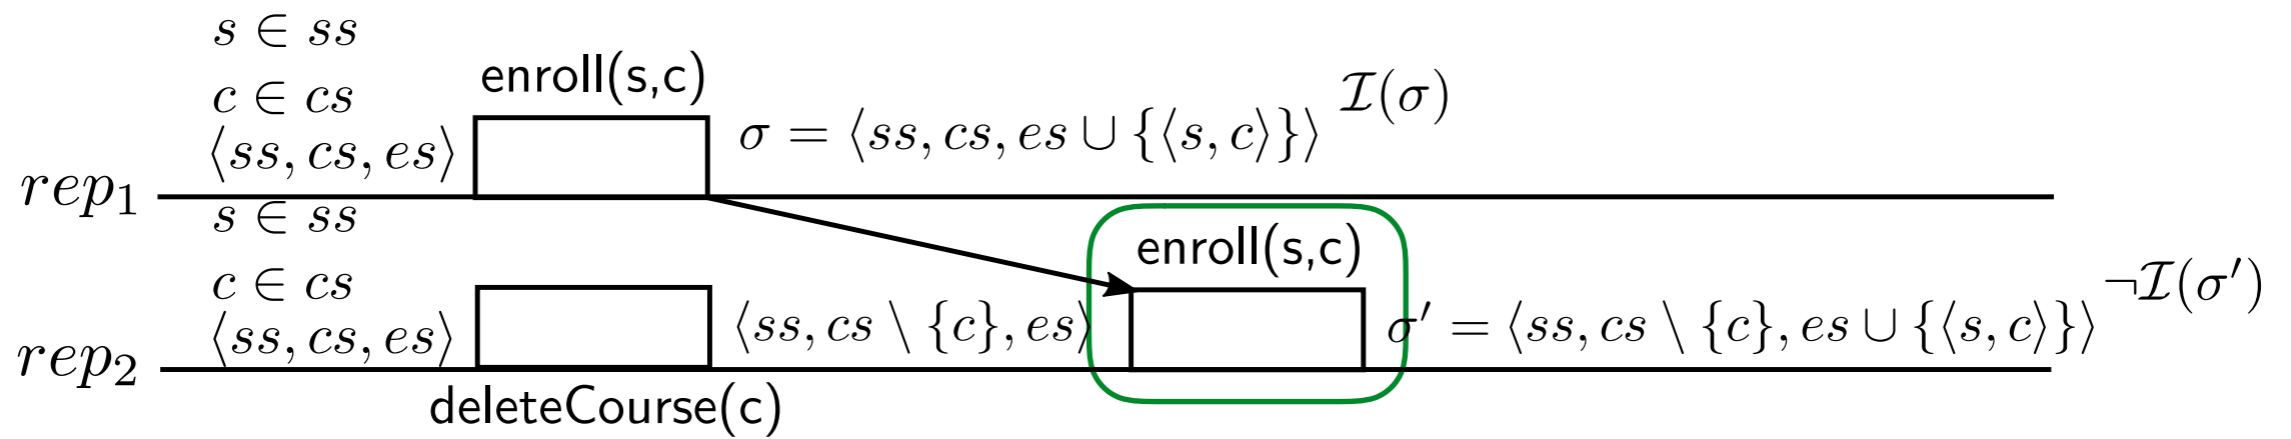 s ∈ ss
c ∈ cs
⟨ss, cs, es⟩
enroll(s,c)
σ = ⟨ss, cs, es ∪ {⟨s, c⟩}⟩
ℐ(σ)
rep₁
s ∈ ss
c ∈ cs
⟨ss, cs, es⟩
deleteCourse(c)
⟨ss, cs \ {c}, es⟩
enroll(s,c)
σ′ = ⟨ss, cs \ {c}, es ∪ {⟨s, c⟩}⟩
¬ℐ(σ′)
rep₂